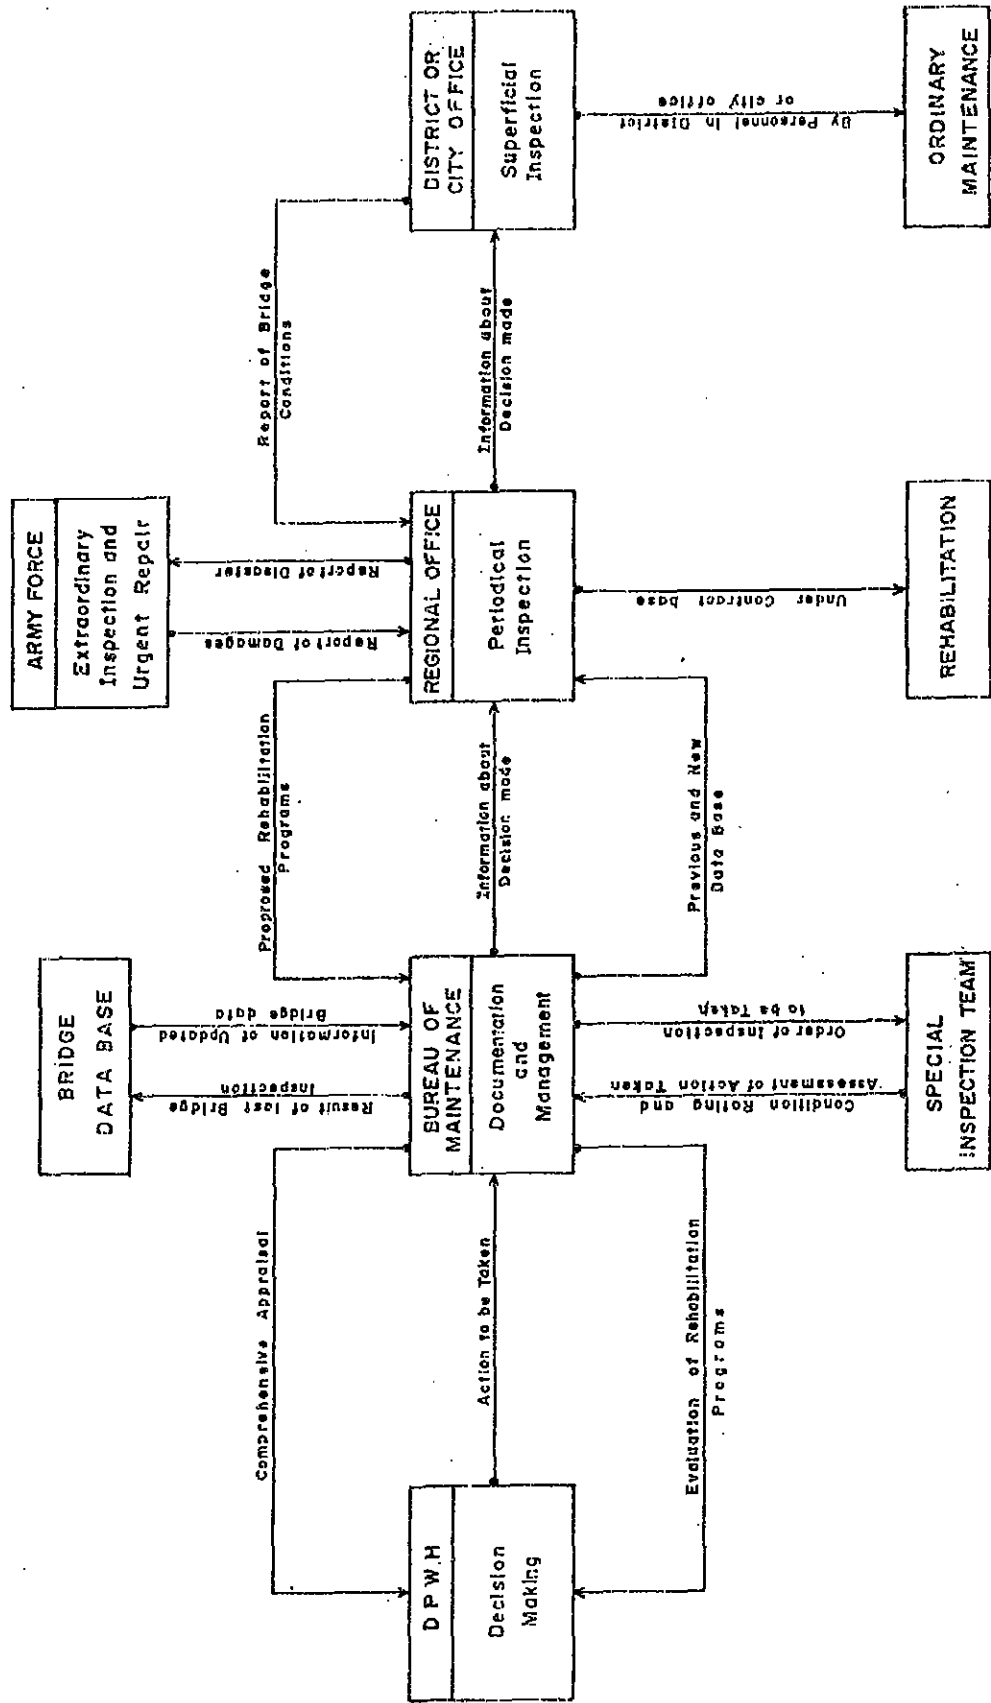 BRIDGE
DATA BASE
ARMY FORCE
Extraordinary
Inspection and
Urgent Repair
Comprehensive Appraisal
Result of last Bridge
Inspection
Information of Updated
Bridge data
Proprosed Rehabilitation
Programs
Report of Damages
Report of Disaster
Report of Bridge
Conditions
D P W.H
Decision
Making
Action to be Taken
BUREAU OF
MAINTENANCE
Documentation
and
Management
Information about
Decision made
REGIONAL OFFICE
Periodical
Inspection
Information about
Decision made
DISTRICT OR
CITY OFFICE
Superficial
Inspection
Evaluation of Rehabilitation
Programs
Condition Rating and
Assessment of Action Taken
Order of Inspection
to be Taken
Previous and New
Data Base
Under Contract base
By Personnel In District
or city office
SPECIAL
INSPECTION TEAM
REHABILITATION
ORDINARY
MAINTENANCE